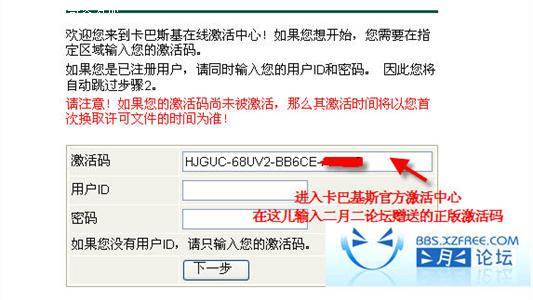 欢迎您来到卡巴斯基在线激活中心！如果您想开始，您需要在指
定区域输入您的激活码。
如果您是已注册用户，请同时输入您的用户ID和密码。 因此您将
自动跳过步骤2。
请注意！如果您的激活码尚未被激活，那么其激活时间将以您首
次换取许可文件的时间为准！
激活码 HJGUC-68UV2-BB6CE-
用户ID
进入卡巴基斯官方激活中心
密码
在这儿输入二月二论坛赠送的正版激活码
如果您没有用户ID，请只输入您的激活码。
下一步
BBS.XZFREE.COM
二月二论坛